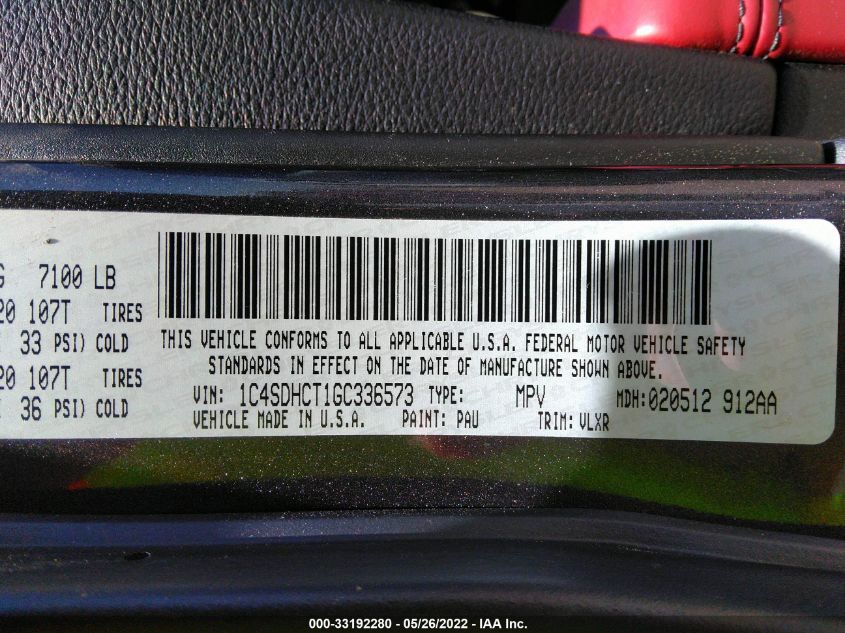 G 7100 LB
20 107T TIRES
33 PSI) COLD
20 107T TIRES
36 PSI) COLD
THIS VEHICLE CONFORMS TO ALL APPLICABLE U.S.A. FEDERAL MOTOR VEHICLE SAFETY
STANDARDS IN EFFECT ON THE DATE OF MANUFACTURE SHOWN ABOVE.
VIN: 1C4SDHCT1GC336573 TYPE: MPV MDH:020512 912AA
VEHICLE MADE IN U.S.A. PAINT: PAU TRIM: VLXR
000-33192280 - 05/26/2022 - IAA Inc.